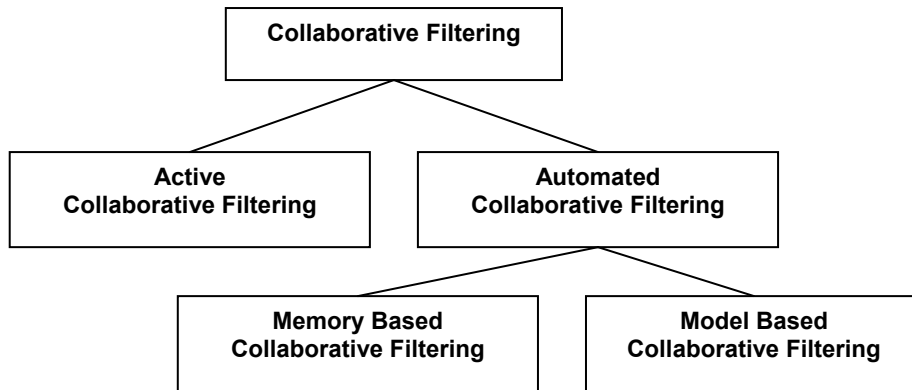 Collaborative Filtering
Active
Collaborative Filtering
Automated
Collaborative Filtering
Memory Based
Collaborative Filtering
Model Based
Collaborative Filtering